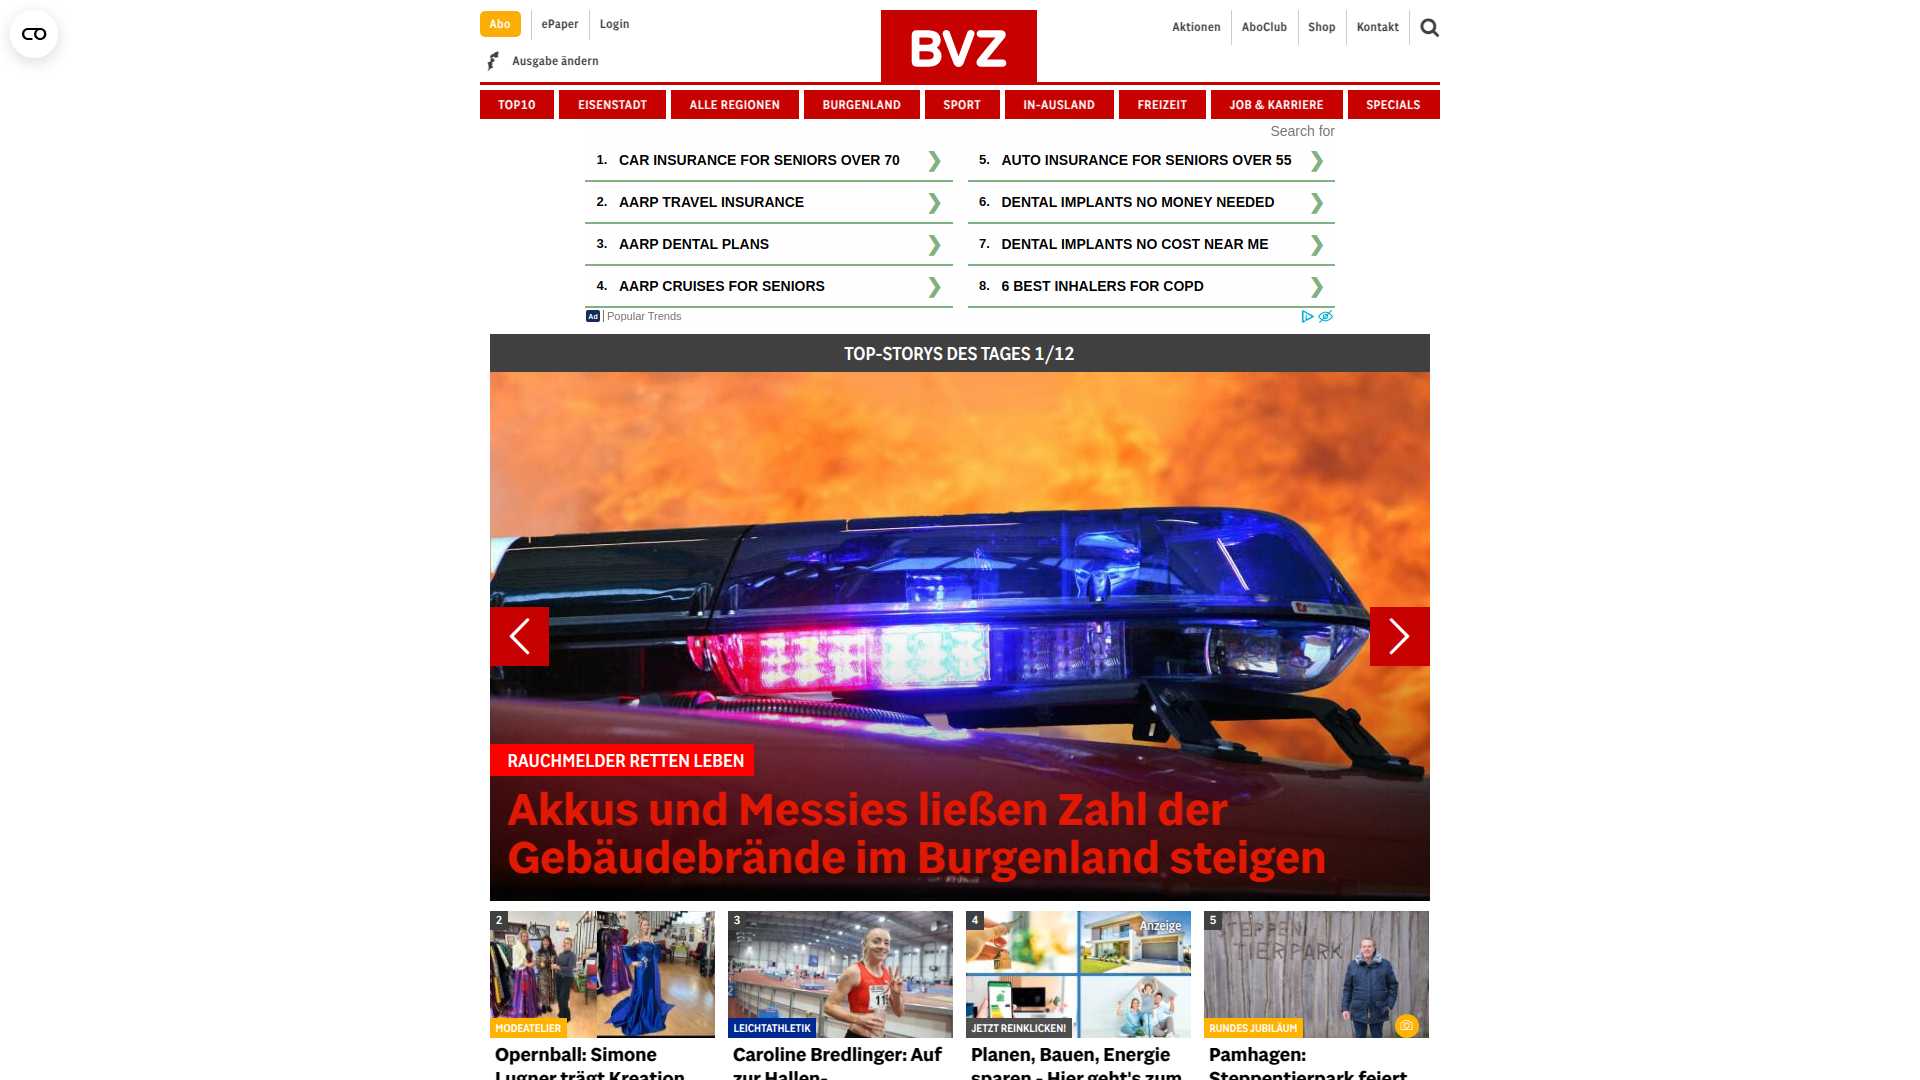 Abo
ePaper
Login
BVZ
Aktionen
AboClub
Shop
Kontakt
Ausgabe ändern
TOP10
EISENSTADT
ALLE REGIONEN
BURGENLAND
SPORT
IN-AUSLAND
FREIZEIT
JOB & KARRIERE
SPECIALS
Search for
1. CAR INSURANCE FOR SENIORS OVER 70
2. AARP TRAVEL INSURANCE
3. AARP DENTAL PLANS
4. AARP CRUISES FOR SENIORS
5. AUTO INSURANCE FOR SENIORS OVER 55
6. DENTAL IMPLANTS NO MONEY NEEDED
7. DENTAL IMPLANTS NO COST NEAR ME
8. 6 BEST INHALERS FOR COPD
Ad | Popular Trends
TOP-STORYS DES TAGES 1/12
RAUCHMELDER RETTEN LEBEN
Akkus und Messies ließen Zahl der
Gebäudebrände im Burgenland steigen
2
MODEATELIER
Opernball: Simone
Lugner trägt Kreation
3
11
LEICHTATHLETIK
Caroline Bredlinger: Auf
zur Hallen-
4
Anzeige
JETZT REINKLICKEN!
Planen, Bauen, Energie
sparen - Hier geht's zum
5
STEPPEN
TIERPARK
RUNDES JUBILÄUM
Pamhagen:
Steppentierpark feiert